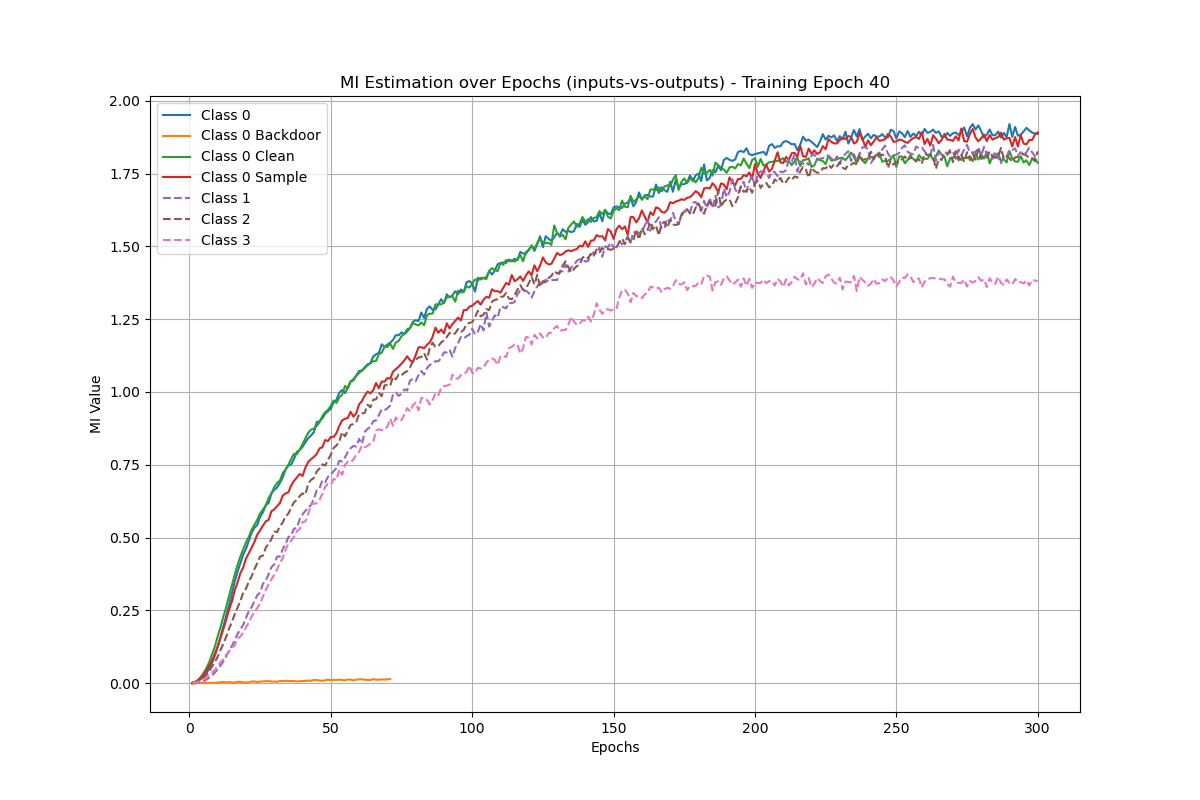 MI Estimation over Epochs (inputs-vs-outputs) - Training Epoch 40
2.00
1.75
1.50
1.25
1.00
0.75
0.50
0.25
0.00
MI Value
Class 0
Class 0 Backdoor
Class 0 Clean
Class 0 Sample
Class 1
Class 2
Class 3
0 50 100 150 200 250 300
Epochs